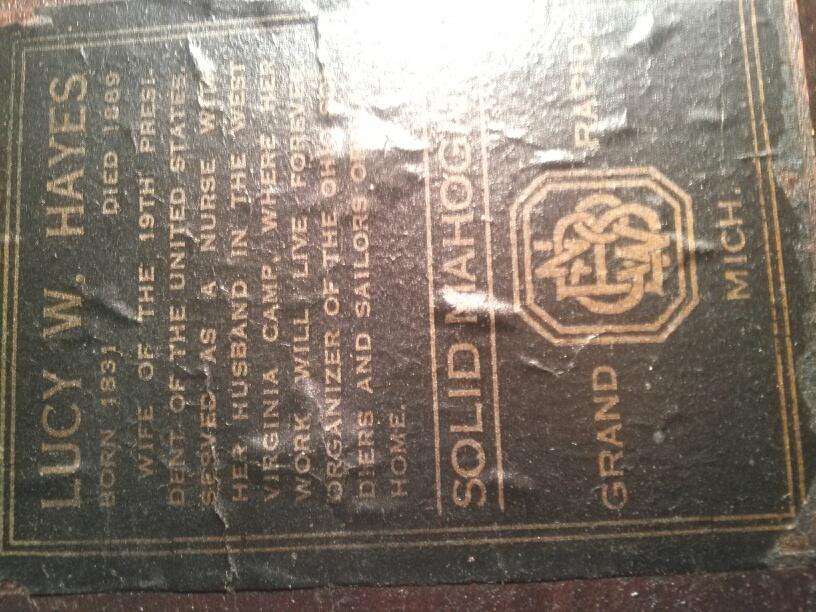 LUCY W. HAYES
BORN 1831 DIED 1889
WIFE OF THE 19TH PRESI-
DENT OF THE UNITED STATES.
SERVED AS A NURSE WITH
HER HUSBAND IN THE WEST
VIRGINIA CAMP, WHERE HER
WORK WILL LIVE FOREVER
ORGANIZER OF THE
DIERS AND SAILORS
HOME.
SOLID MAHOG
GRAND RAPID
MICH.